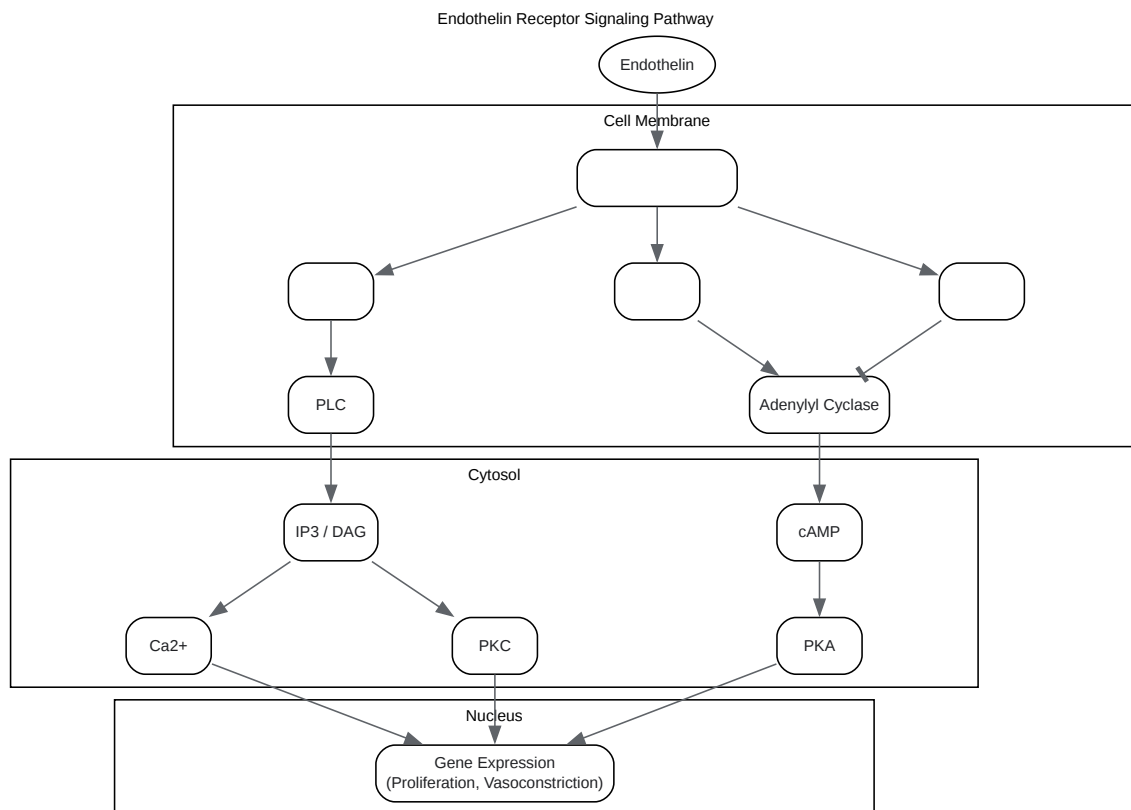 Endothelin Receptor Signaling Pathway
Endothelin
Cell Membrane
PLC
Adenylyl Cyclase
Cytosol
IP3 / DAG
cAMP
Ca2+
PKC
PKA
Nucleus
Gene Expression
(Proliferation, Vasoconstriction)